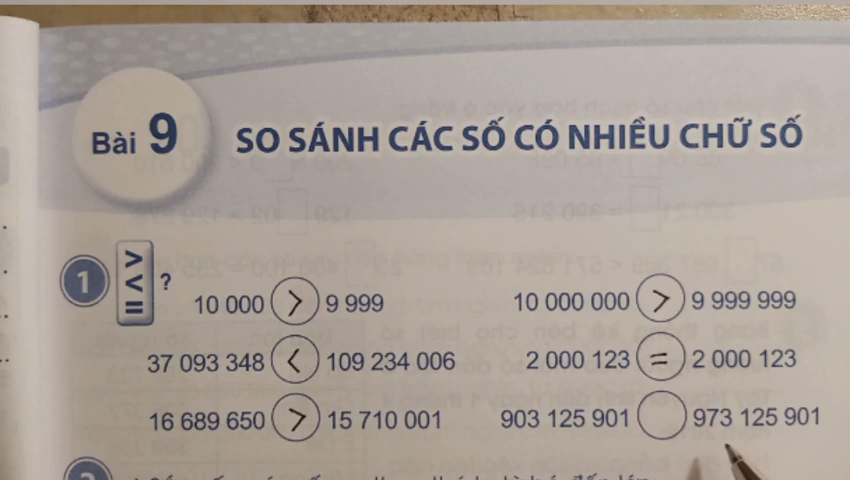 Bài 9 SO SÁNH CÁC SỐ CÓ NHIỀU CHỮ SỐ
1 > < = ?
10 000 > 9 999 10 000 000 > 9 999 999
37 093 348 < 109 234 006 2 000 123 = 2 000 123
16 689 650 > 15 710 001 903 125 901 973 125 901